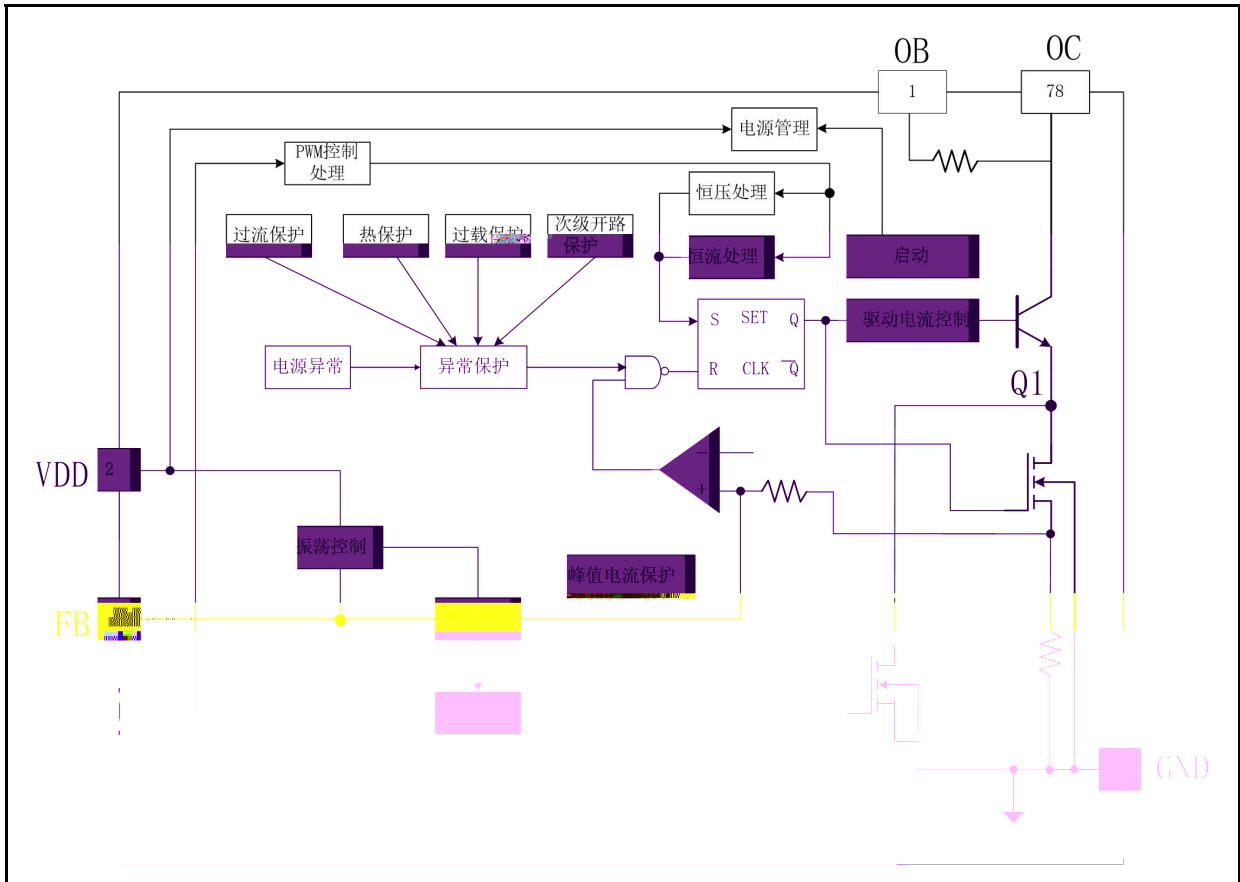 OB
OC
1
78
电源管理
PWM控制
处理
恒压处理
过流保护
热保护
过载保护
次级开路
保护
恒流处理
启动
S
SET
Q
驱动电流控制
电源异常
异常保护
R
CLK
Q
Q1
VDD
2
-
+
振荡控制
峰值电流保护
FB
GND